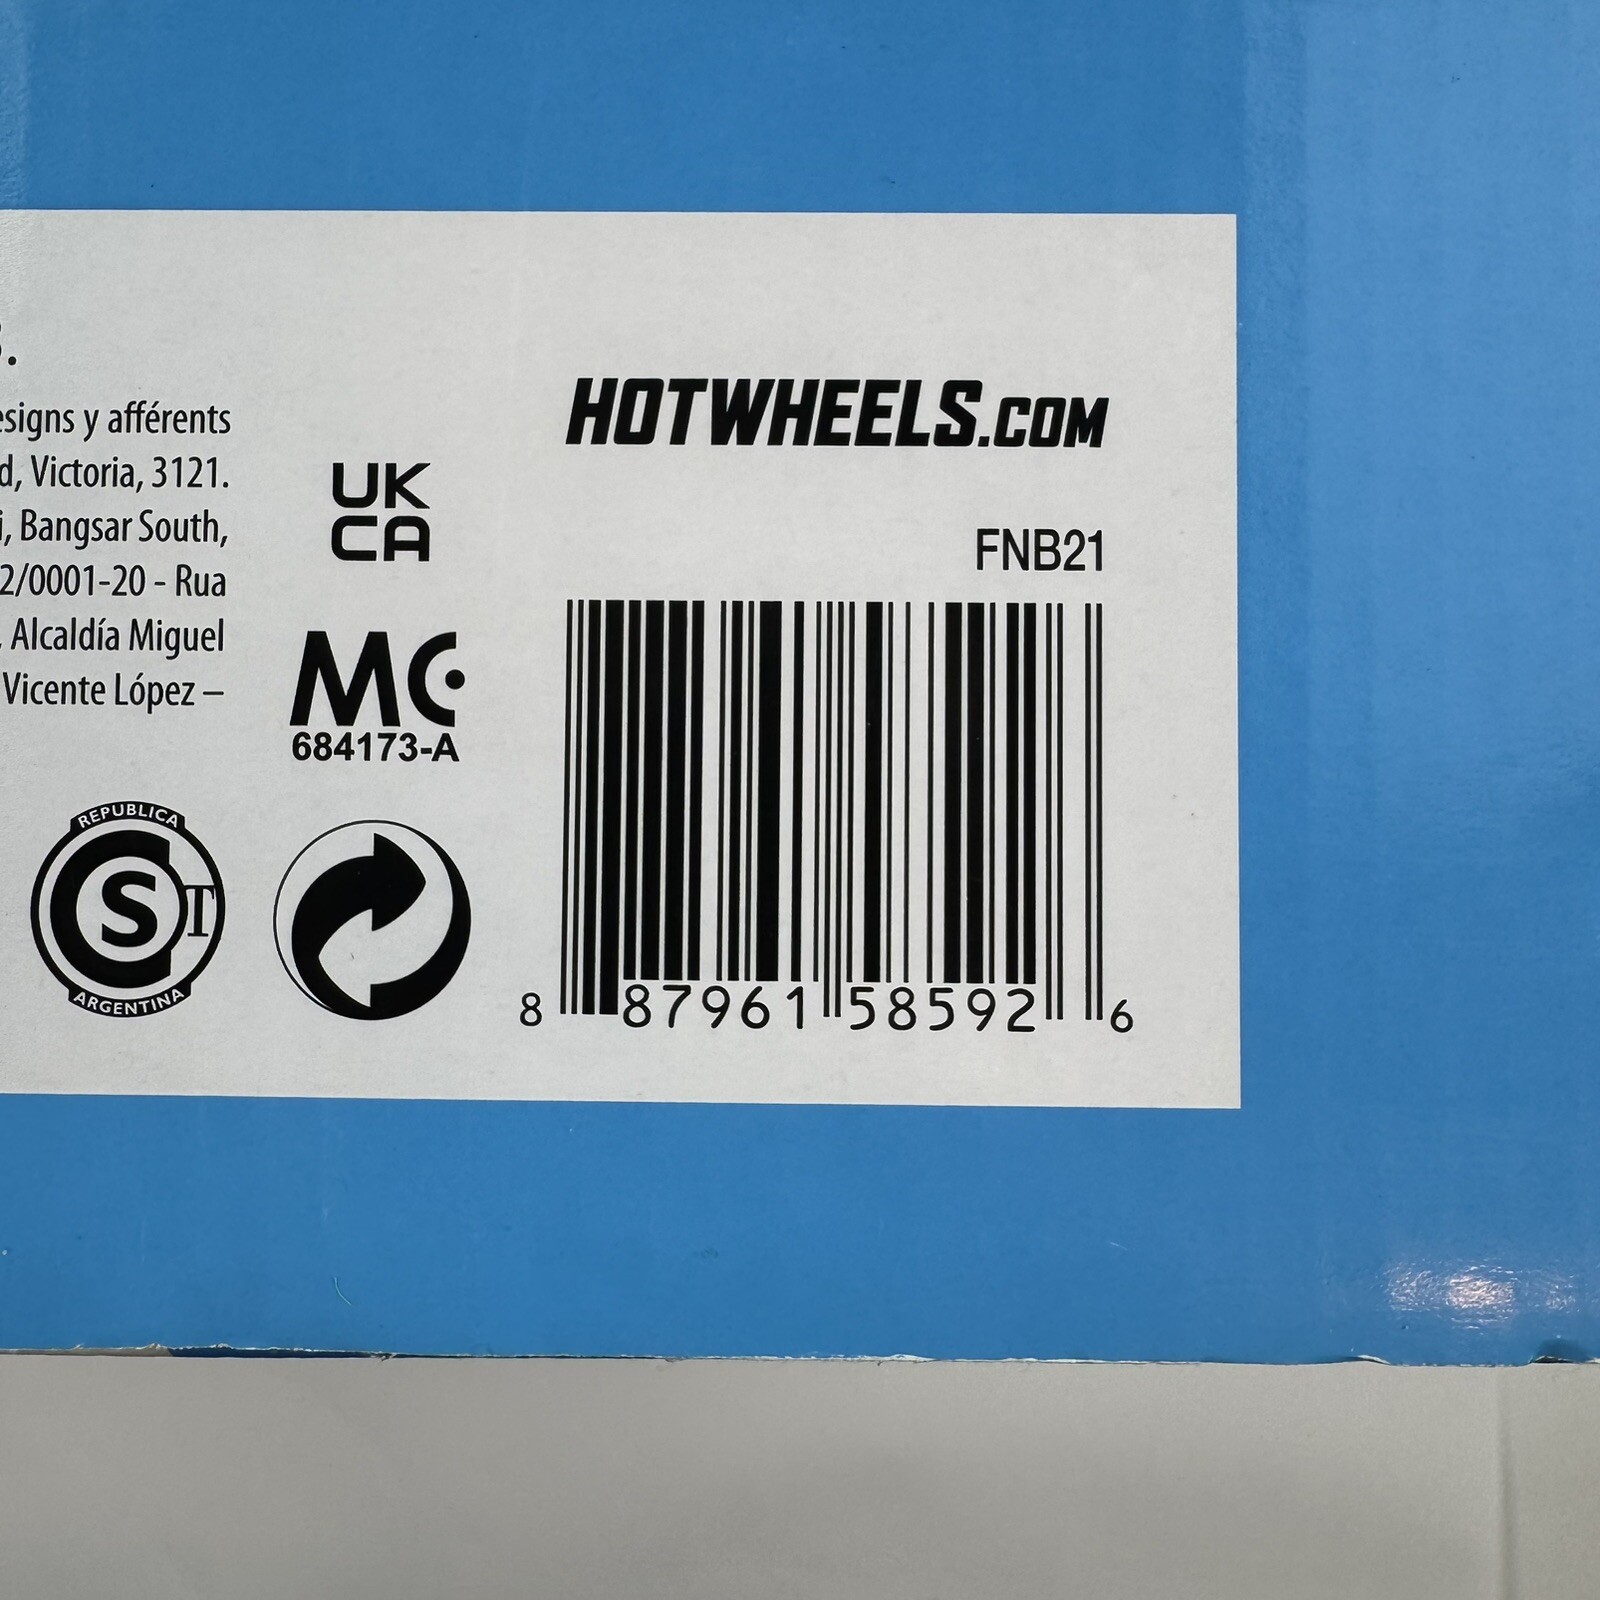 esigns y afférents
d, Victoria, 3121.
i, Bangsar South,
2/0001-20 - Rua
, Alcaldía Miguel
Vicente López –
UK
CA
MC
684173-A
REPUBLICA
S T
ARGENTINA
HOTWHEELS.COM
FNB21
8 87961 58592 6